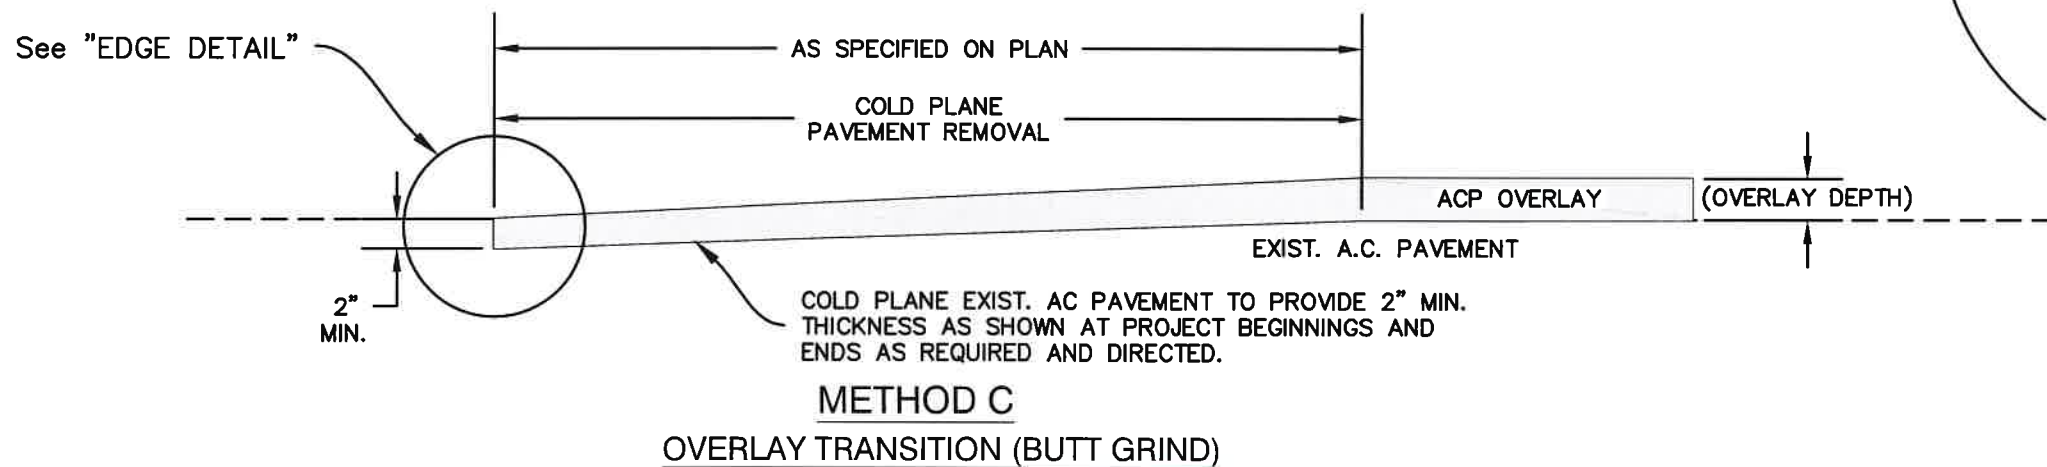 See "EDGE DETAIL"
AS SPECIFIED ON PLAN
COLD PLANE
PAVEMENT REMOVAL
ACP OVERLAY
(OVERLAY DEPTH)
EXIST. A.C. PAVEMENT
2"
MIN.
COLD PLANE EXIST. AC PAVEMENT TO PROVIDE 2" MIN.
THICKNESS AS SHOWN AT PROJECT BEGINNINGS AND
ENDS AS REQUIRED AND DIRECTED.
METHOD C
OVERLAY TRANSITION (BUTT GRIND)